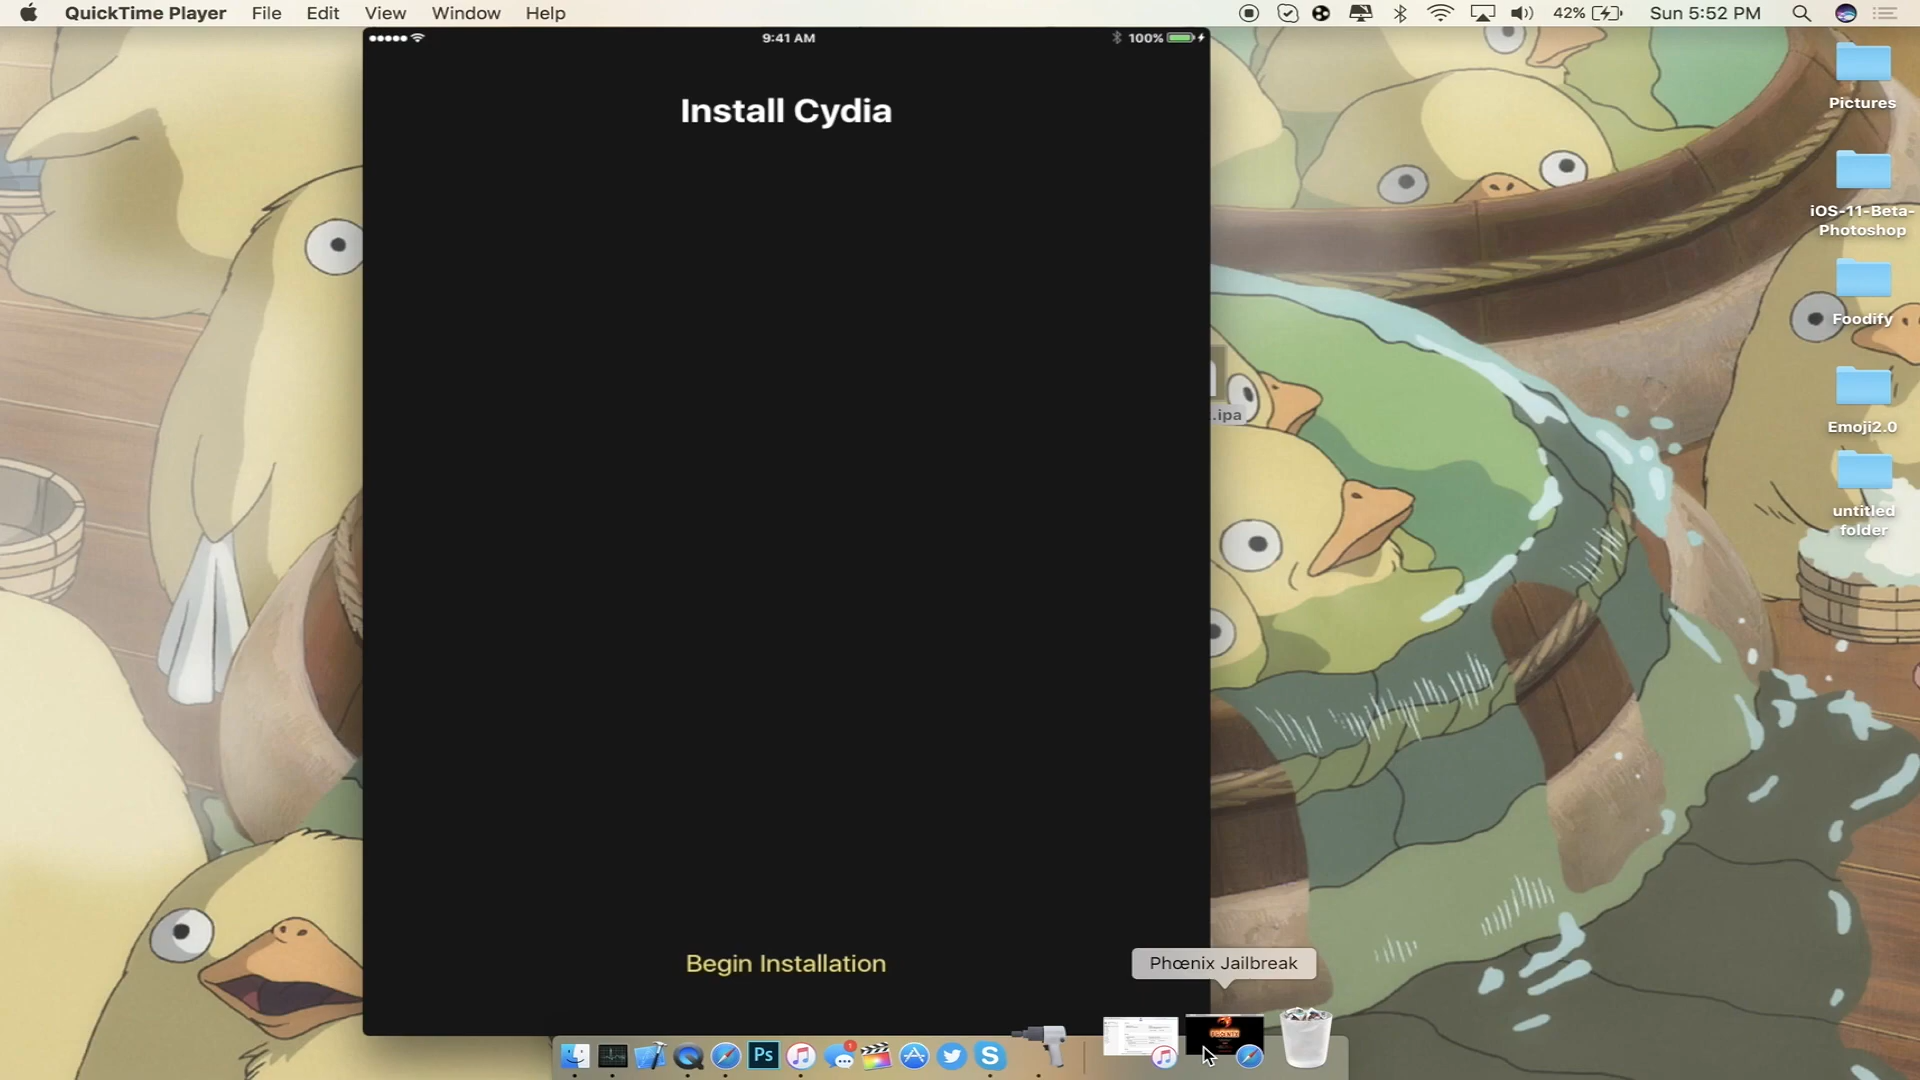 QuickTime Player File Edit View Window Help 42% Sun 5:52 PM
9:41 AM 100%
Install Cydia
Pictures
iOS-11-Beta-
Photoshop
Foodify
.ipa
Emoji2.0
untitled
folder
Begin Installation
Phœnix Jailbreak
Ps
1